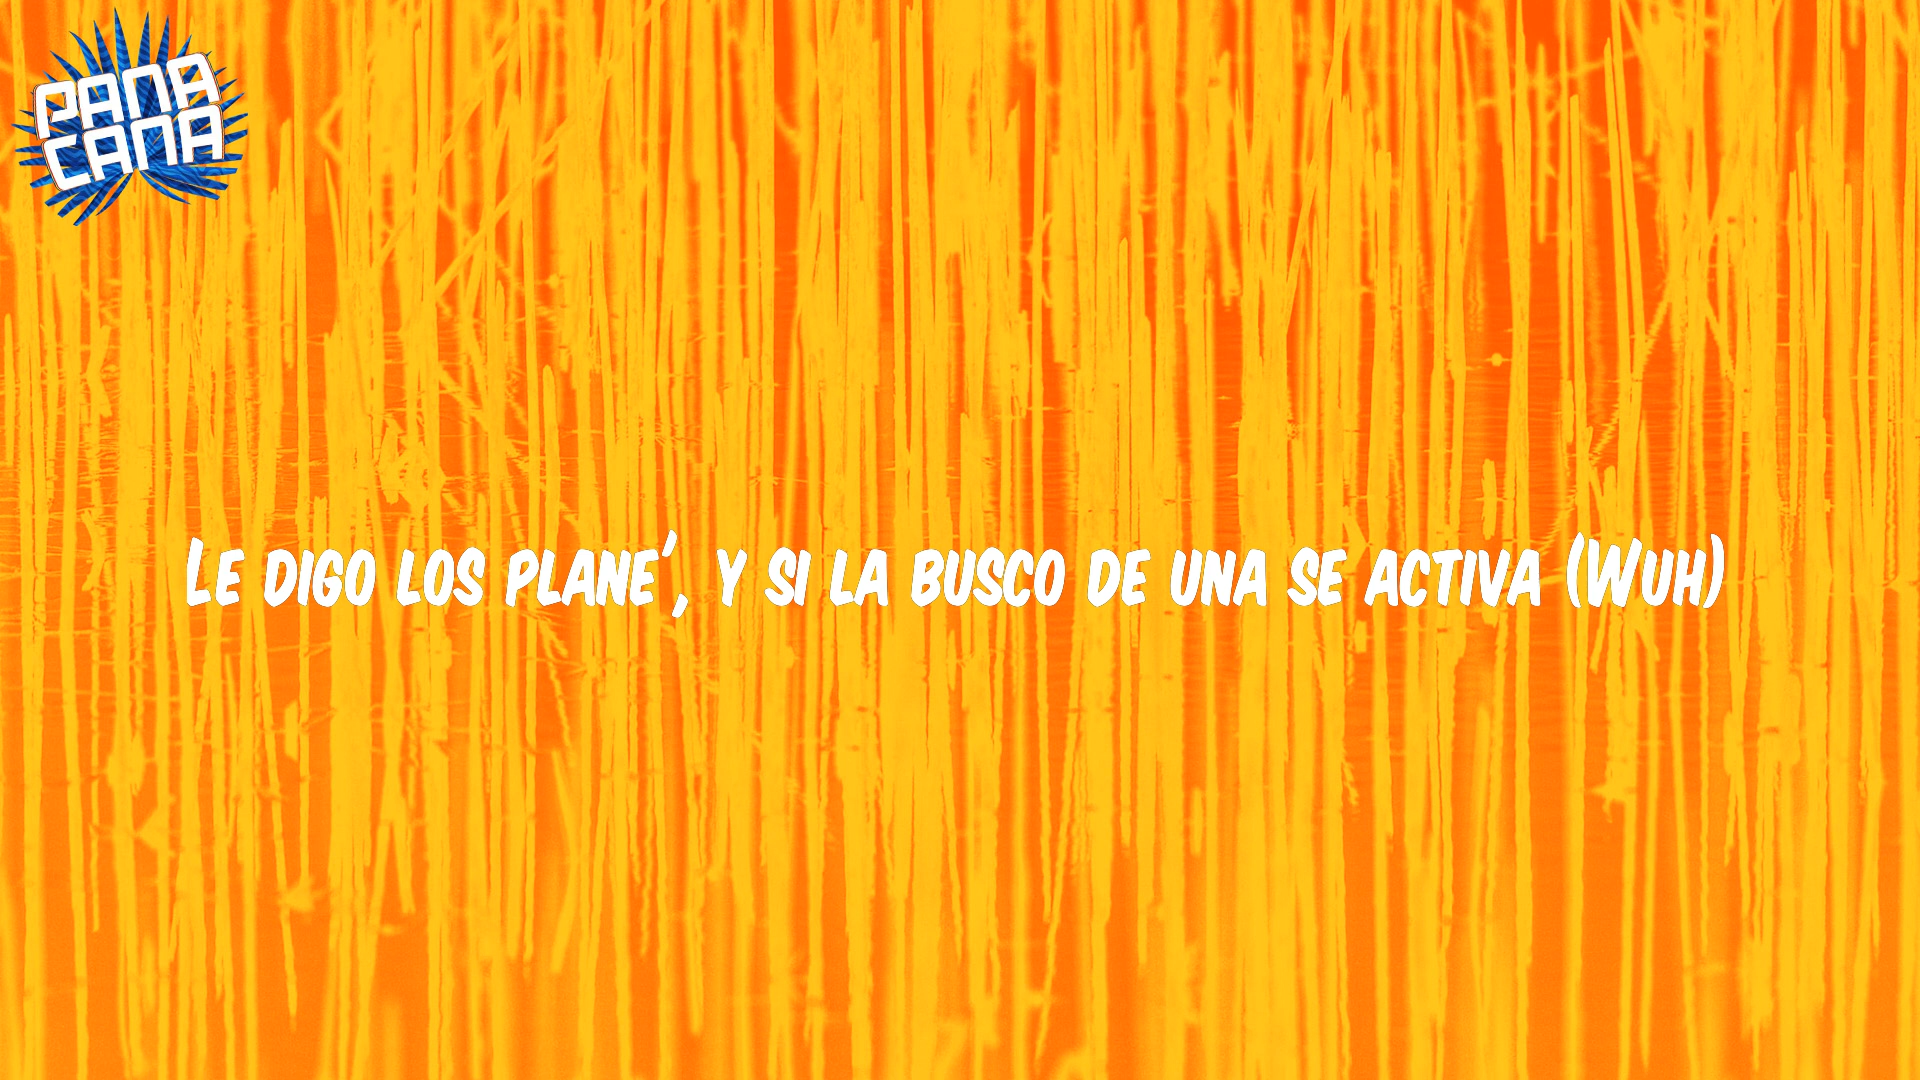 PANA
CANA
Le digo los plane', y si la busco de una se activa (Wuh)